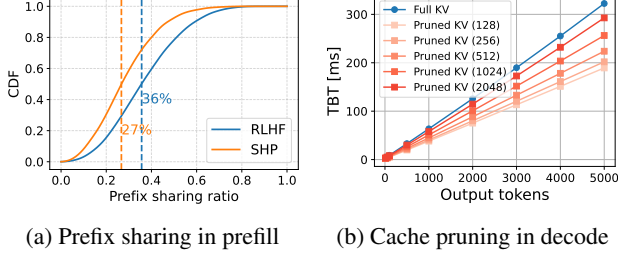 1.0
0.8
0.6
0.4
0.2
0.0
CDF
36%
27%
RLHF
SHP
0.0 0.2 0.4 0.6 0.8 1.0
Prefix sharing ratio
(a) Prefix sharing in prefill
300
200
100
0
TBT [ms]
Full KV
Pruned KV (128)
Pruned KV (256)
Pruned KV (512)
Pruned KV (1024)
Pruned KV (2048)
0 1000 2000 3000 4000 5000
Output tokens
(b) Cache pruning in decode